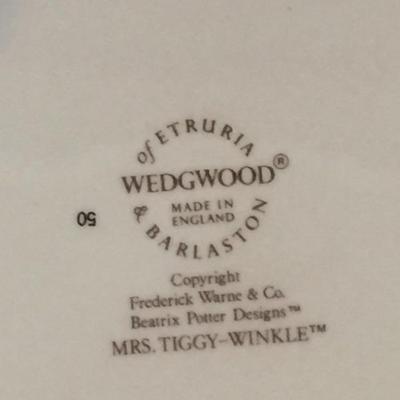 of ETRURIA
WEDGWOOD®
MADE IN
ENGLAND
& BARLASTON
50
Copyright
Frederick Warne & Co.
Beatrix Potter Designs™
MRS. TIGGY-WINKLE™